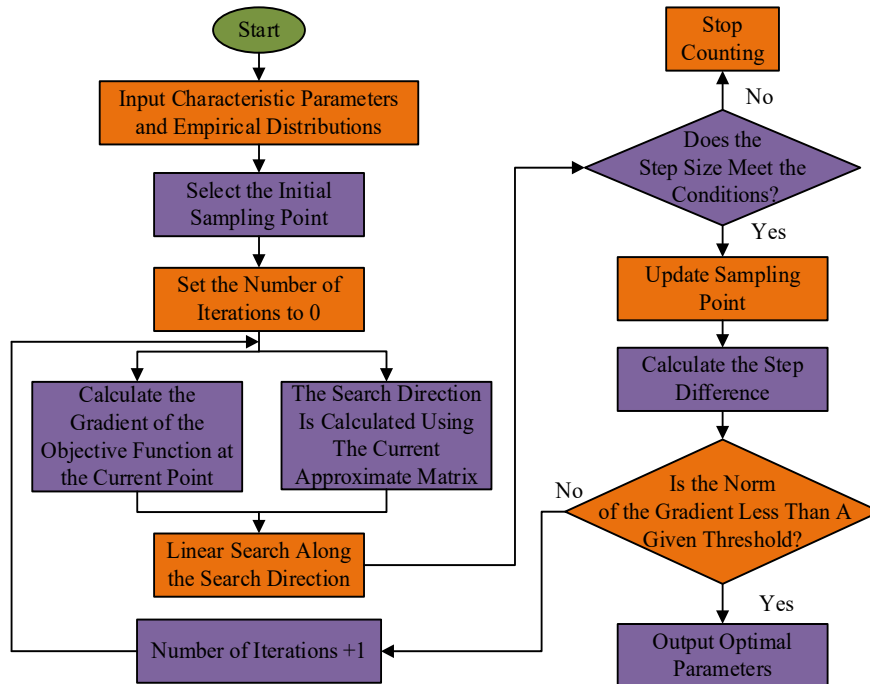 Start
Input Characteristic Parameters
and Empirical Distributions
Select the Initial
Sampling Point
Set the Number of
Iterations to 0
Calculate the
Gradient of the
Objective Function at
the Current Point
The Search Direction
Is Calculated Using
The Current
Approximate Matrix
Linear Search Along
the Search Direction
Number of Iterations +1
Stop
Counting
No
Does the
Step Size Meet the
Conditions?
Yes
Update Sampling
Point
Calculate the Step
Difference
No
Is the Norm
of the Gradient Less Than A
Given Threshold?
Yes
Output Optimal
Parameters